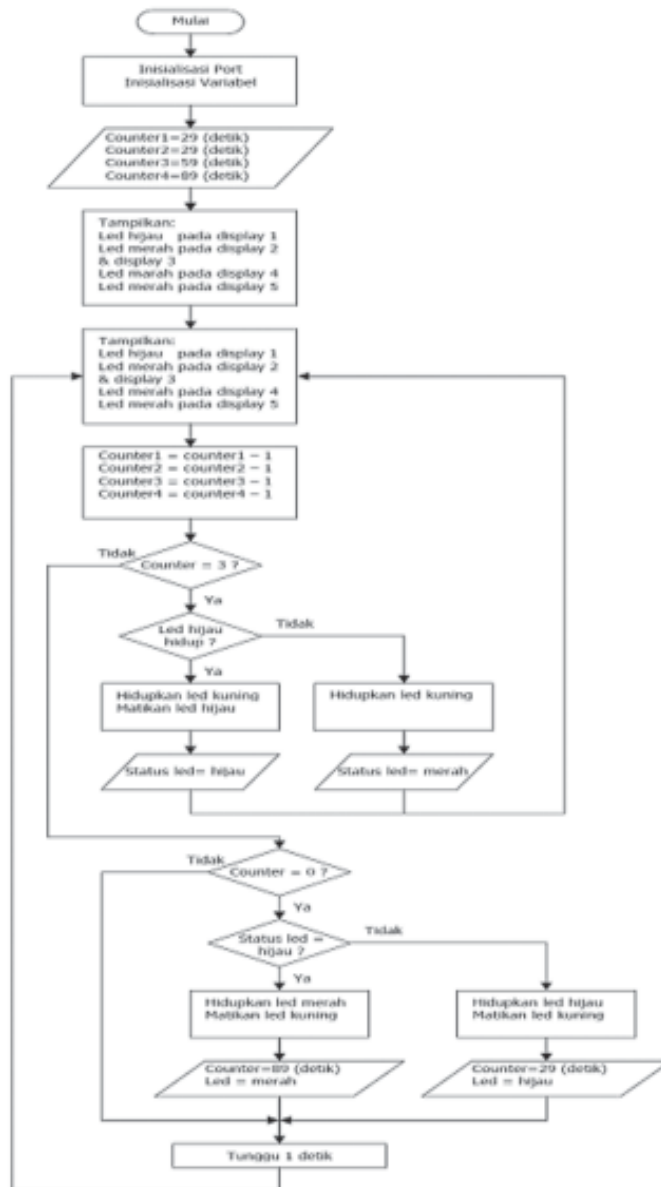 Mulai
Inisialisasi Port
Inisialisasi Variabel
Counter1=29 (detik)
Counter2=29 (detik)
Counter3=59 (detik)
Counter4=89 (detik)
Tampilkan:
Led hijau pada display 1
Led merah pada display 2
& display 3
Led marah pada display 4
Led merah pada display 5
Tampilkan:
Led hijau pada display 1
Led merah pada display 2
& display 3
Led merah pada display 4
Led merah pada display 5
Counter1 = counter1 - 1
Counter2 = counter2 - 1
Counter3 = counter3 - 1
Counter4 = counter4 - 1
Tidak
Counter = 3 ?
Ya
Led hijau
hidup ?
Tidak
Ya
Hidupkan led kuning
Matikan led hijau
Hidupkan led kuning
Status led= hijau
Status led= merah
Tidak
Counter = 0 ?
Ya
Status led =
hijau ?
Tidak
Ya
Hidupkan led merah
Matikan led kuning
Hidupkan led hijau
Matikan led kuning
Counter=89 (detik)
Led = merah
Counter=29 (detik)
Led = hijau
Tunggu 1 detik